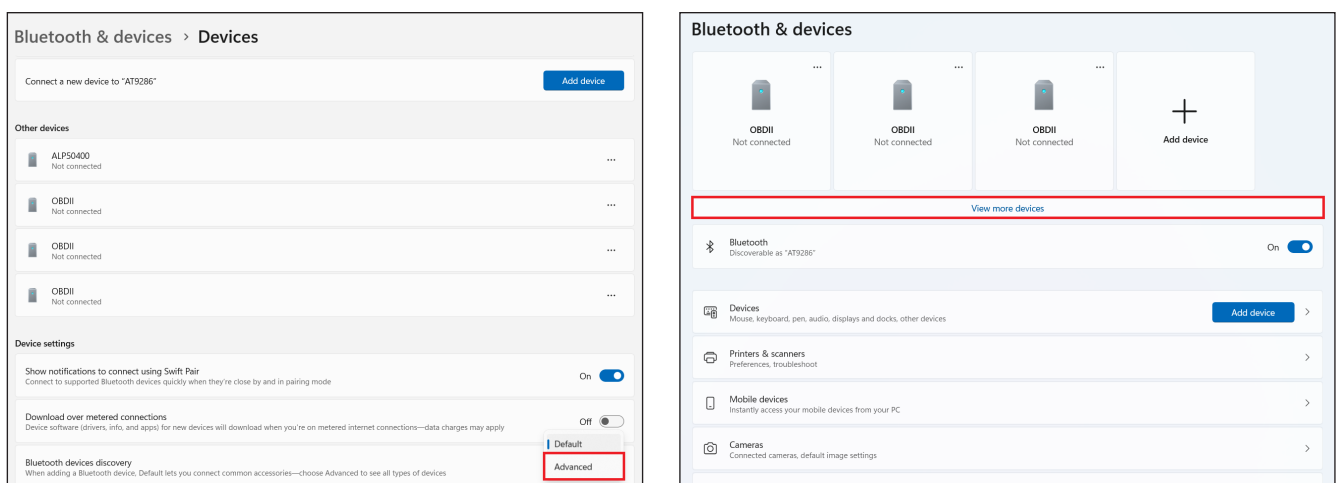 Bluetooth & devices > Devices
Connect a new device to "AT9286"
Add device
Other devices
ALP50400
Not connected
...
OBDII
Not connected
...
OBDII
Not connected
...
OBDII
Not connected
...
Device settings
Show notifications to connect using Swift Pair
Connect to supported Bluetooth devices quickly when they're close by and in pairing mode
On
Download over metered connections
Device software (drivers, info, and apps) for new devices will download when you're on metered internet connections—data charges may apply
Off
Default
Bluetooth devices discovery
When adding a Bluetooth device, Default lets you connect common accessories—choose Advanced to see all types of devices
Advanced
Bluetooth & devices
...
OBDII
Not connected
...
OBDII
Not connected
...
OBDII
Not connected
Add device
View more devices
Bluetooth
Discoverable as "AT9286"
On
Devices
Mouse, keyboard, pen, audio, displays and docks, other devices
Add device
Printers & scanners
Preferences, troubleshoot
Mobile devices
Instantly access your mobile devices from your PC
Cameras
Connected cameras, default image settings